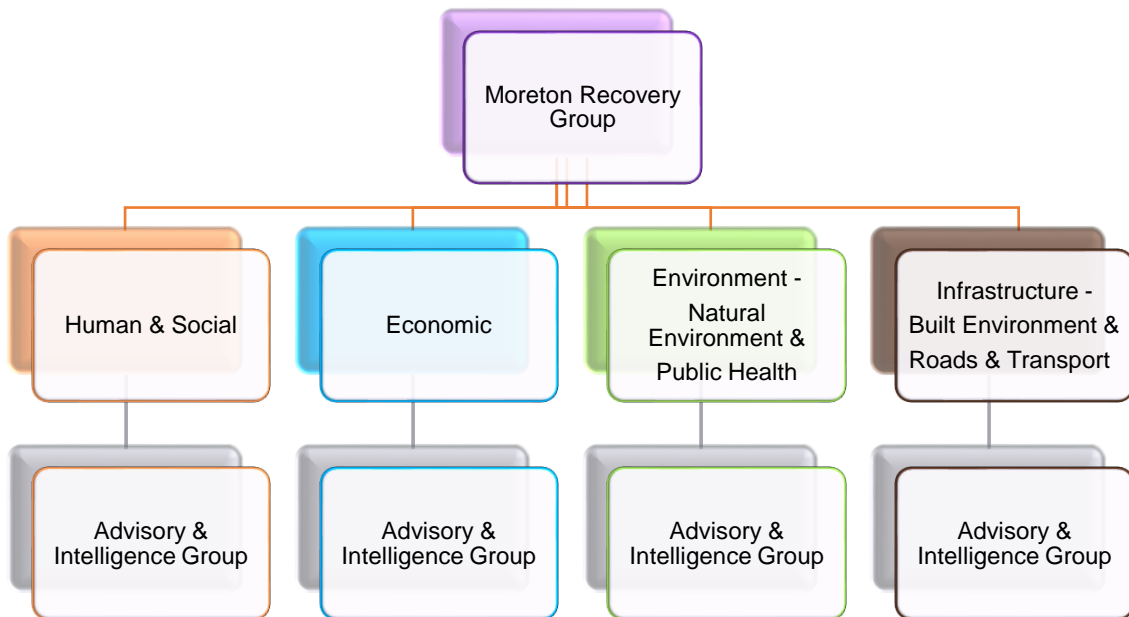 Moreton Recovery
Group
Human & Social
Economic
Environment -
Natural
Environment &
Public Health
Infrastructure -
Built Environment &
Roads & Transport
Advisory &
Intelligence Group
Advisory &
Intelligence Group
Advisory &
Intelligence Group
Advisory &
Intelligence Group